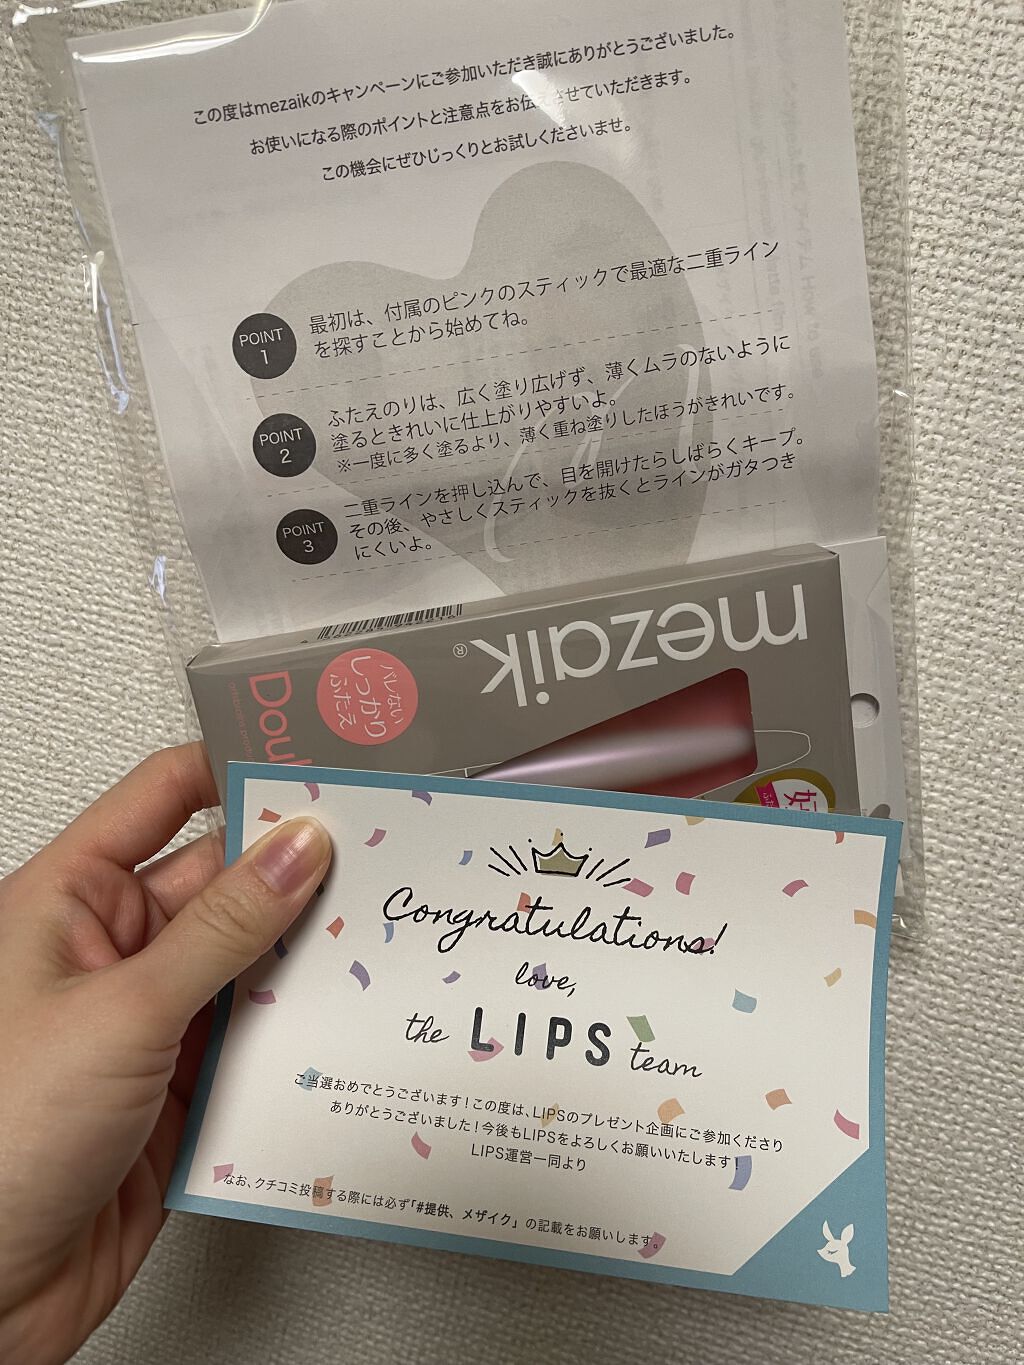 この度はmezaikのキャンペーンにご参加いただき誠にありがとうございました。
お使いになる際のポイントと注意点をお伝えさせていただきます。
この機会にぜひじっくりとお試しくださいませ。
POINT
1
最初は、付属のピンクのスティックで最適な二重ライン
を探すことから始めてね。
POINT
2
ふたえのりは、広く塗り広げず、薄くムラのないように
塗るときれいに仕上がりやすいよ。
※一度に多く塗るより、薄く重ね塗りしたほうがきれいです。
POINT
3
二重ラインを押し込んで、目を開けたらしばらくキープ。
その後、やさしくスティックを抜くとラインがガタつき
にくいよ。
mezaik®
バレない
しっかり
ふたえ
Congratulations!
love,
the LIPS team
ご当選おめでとうございます！この度は、LIPSのプレゼント企画にご参加くださり
ありがとうございました！今後もLIPSをよろしくお願いいたします！
LIPS運営一同より
なお、クチコミ投稿する際には必ず「#提供、メザイク」の記載をお願いします。